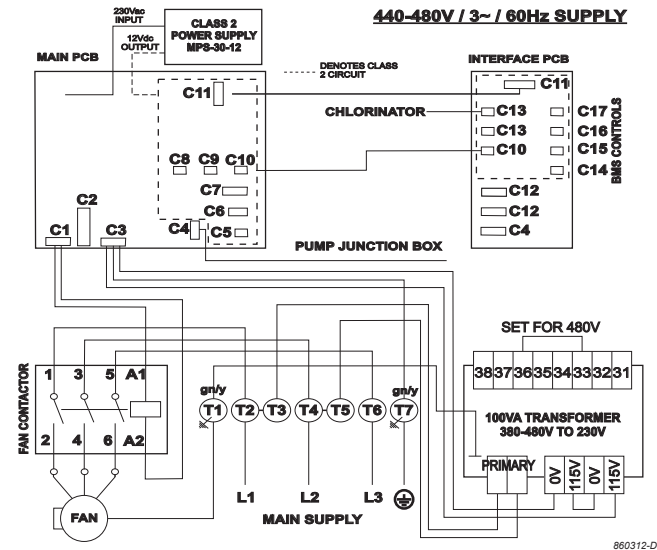 440-480V / 3~ / 60Hz SUPPLY
230Vac
INPUT
12Vdc
OUTPUT
CLASS 2
POWER SUPPLY
MPS-30-12
MAIN PCB
DENOTES CLASS
2 CIRCUIT
INTERFACE PCB
C11
C11
CHLORINATOR
C13
C17
C13
C16
C10
C15
C14
BMS CONTROLS
C8
C9
C10
C7
C12
C6
C12
C4
C5
C4
C1
C2
C3
PUMP JUNCTION BOX
SET FOR 480V
38 37 36 35 34 33 32 31
100VA TRANSFORMER
380-480V TO 230V
PRIMARY
0V
115V
0V
115V
FAN CONTACTOR
1
3
5
A1
2
4
6
A2
gn/y
gn/y
T1
T2
T3
T4
T5
T6
T7
L1
L2
L3
MAIN SUPPLY
FAN
860312-D